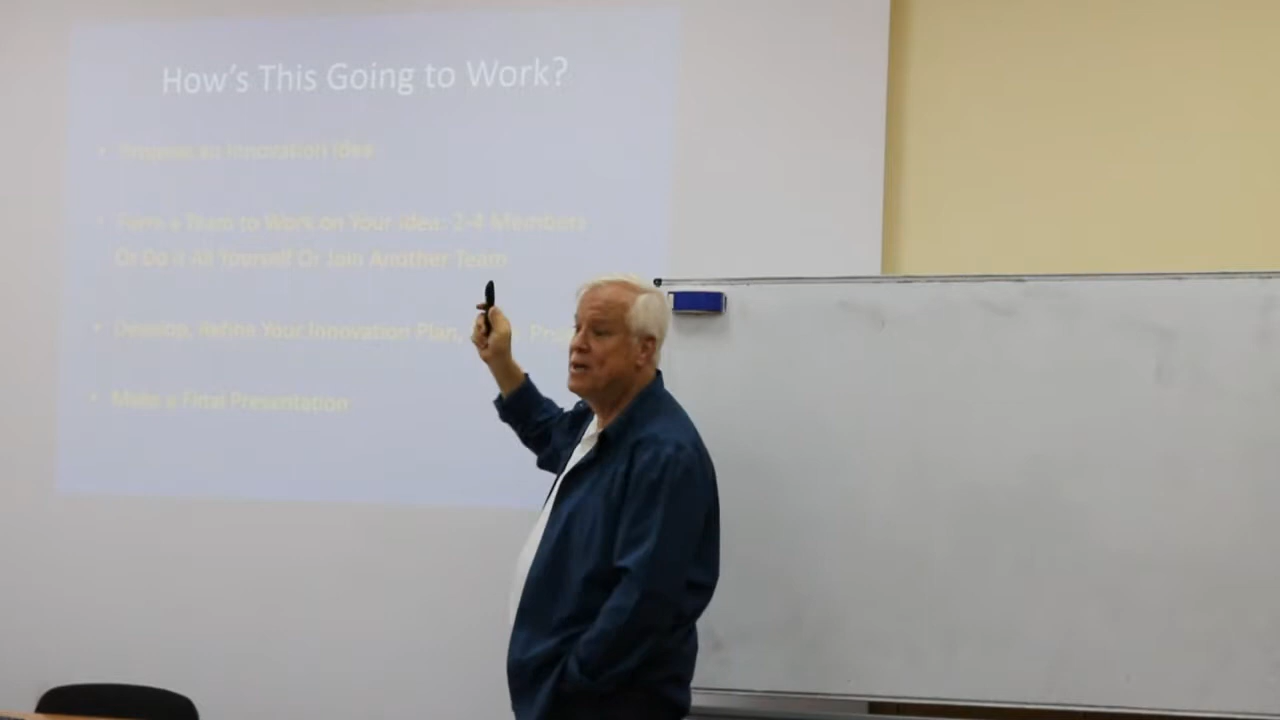 How's This Going to Work?
• Propose an Innovation Idea
• Form a Team to Work on Your Idea: 2-4 Members
Or Do it All Yourself Or Join Another Team
• Develop, Refine Your Innovation Plan,
• Make a Final Presentation